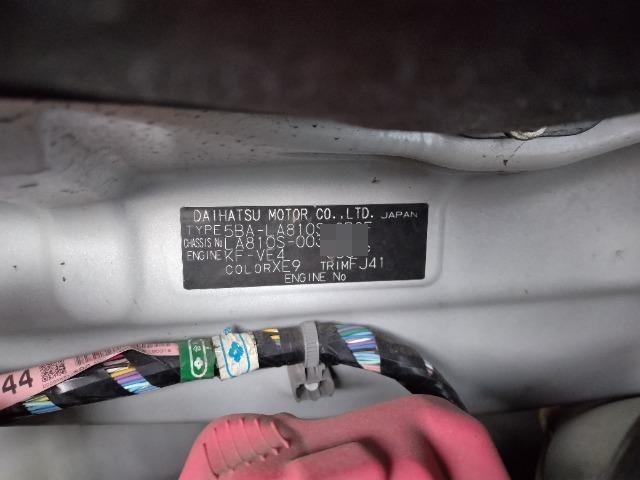 DAIHATSU MOTOR CO.,LTD. JAPAN
TYPE 5BA-LA810S-
CHASSIS No LA810S-003
ENGINE KF-VE4
COLOR XE9 TRIM FJ41
ENGINE No
44